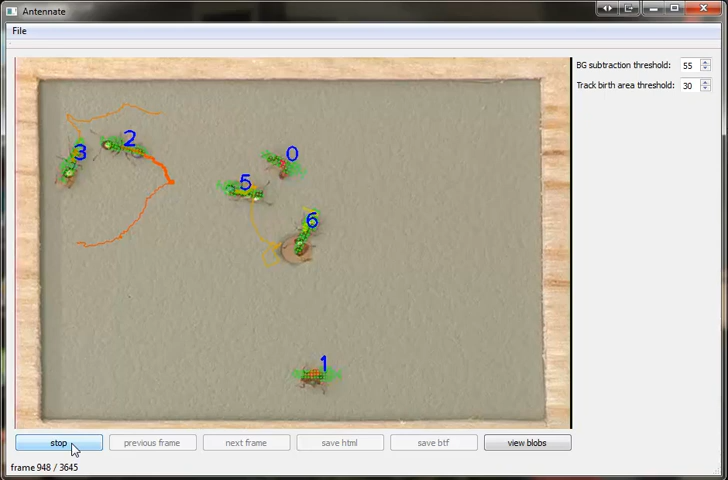 Antennate
File
BG subtraction threshold: 55
Track birth area threshold: 30
3
2
0
5
6
1
stop
previous frame
next frame
save html
save btf
view blobs
frame 948 / 3645